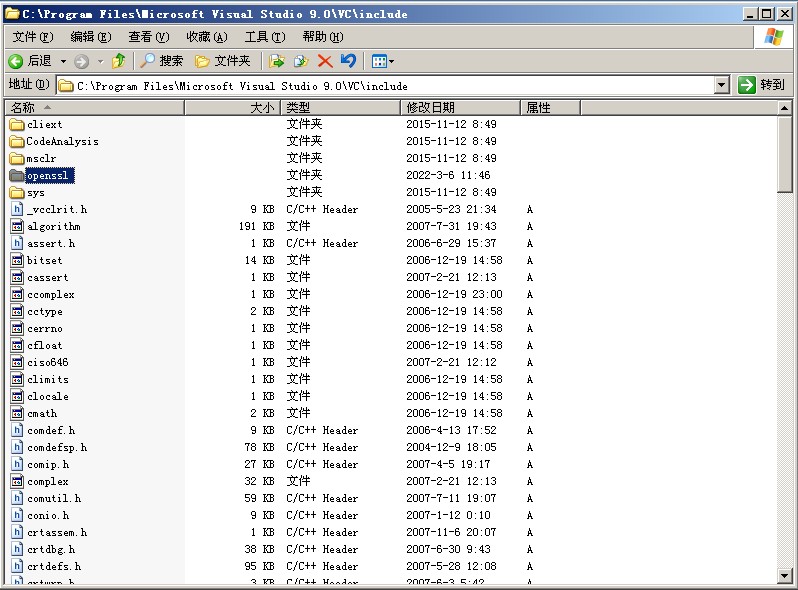 C:\Program Files\Microsoft Visual Studio 9.0\VC\include
文件(F) 编辑(E) 查看(V) 收藏(A) 工具(T) 帮助(H)
后退 搜索 文件夹
地址(D) C:\Program Files\Microsoft Visual Studio 9.0\VC\include 转到
名称 大小 类型 修改日期 属性
cliext 文件夹 2015-11-12 8:49
CodeAnalysis 文件夹 2015-11-12 8:49
msclr 文件夹 2015-11-12 8:49
openssl 文件夹 2022-3-6 11:46
sys 文件夹 2015-11-12 8:49
_vcclrit.h 9 KB C/C++ Header 2005-5-23 21:34 A
algorithm 191 KB 文件 2007-7-31 19:43 A
assert.h 1 KB C/C++ Header 2006-6-29 15:37 A
bitset 14 KB 文件 2006-12-19 14:58 A
cassert 1 KB 文件 2007-2-21 12:13 A
ccomplex 1 KB 文件 2006-12-19 23:00 A
cctype 2 KB 文件 2006-12-19 14:58 A
cerrno 1 KB 文件 2006-12-19 14:58 A
cfloat 1 KB 文件 2006-12-19 14:58 A
ciso646 1 KB 文件 2007-2-21 12:12 A
climits 1 KB 文件 2006-12-19 14:58 A
clocale 1 KB 文件 2006-12-19 14:58 A
cmath 2 KB 文件 2006-12-19 14:58 A
comdef.h 9 KB C/C++ Header 2006-4-13 17:52 A
comdefsp.h 78 KB C/C++ Header 2004-12-9 18:05 A
comip.h 27 KB C/C++ Header 2007-4-5 19:17 A
complex 32 KB 文件 2007-2-21 12:13 A
comutil.h 59 KB C/C++ Header 2007-7-11 19:07 A
conio.h 9 KB C/C++ Header 2007-1-12 0:10 A
crtassem.h 1 KB C/C++ Header 2007-11-6 20:07 A
crtdbg.h 38 KB C/C++ Header 2007-6-30 9:43 A
crtdefs.h 95 KB C/C++ Header 2007-5-28 12:08 A
3 KB C/C++ Header 2007-6-3 5:42 A